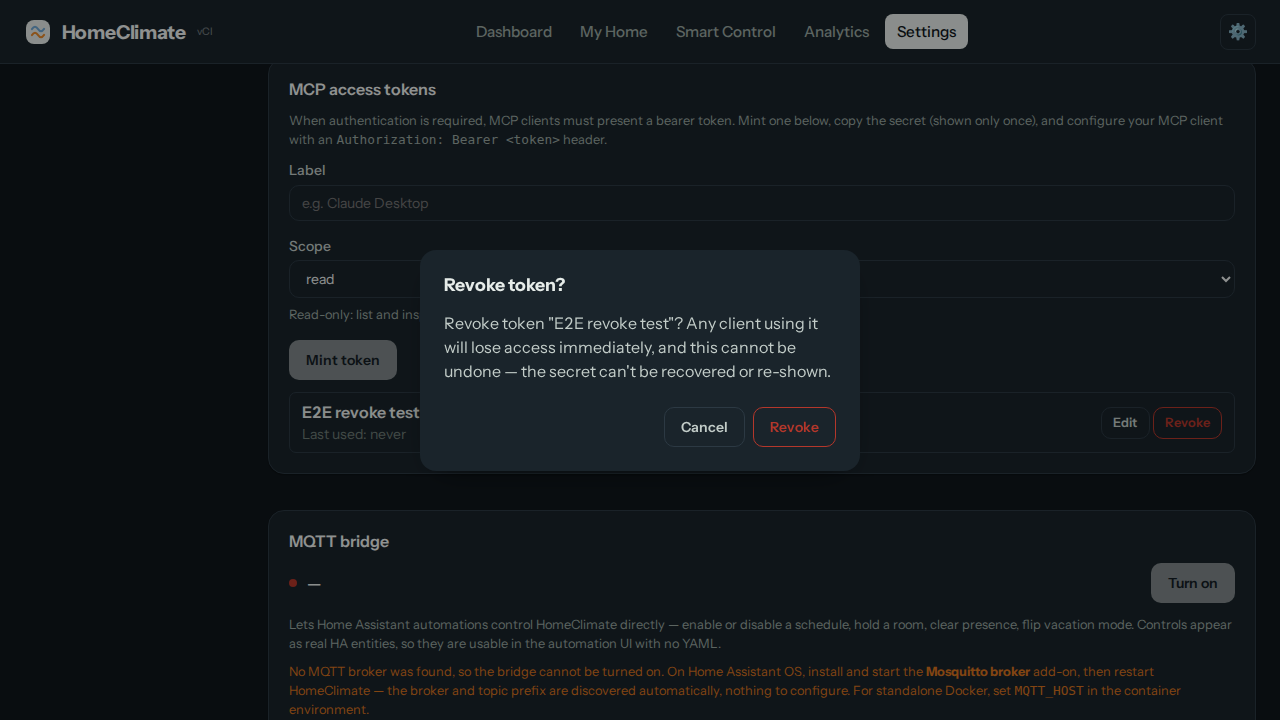 HomeClimate vCI
Dashboard My Home Smart Control Analytics Settings
MCP access tokens
When authentication is required, MCP clients must present a bearer token. Mint one below, copy the secret (shown only once), and configure your MCP client
with an Authorization: Bearer <token> header.
Label
e.g. Claude Desktop
Scope
read
Read-only: list and ins
Mint token
E2E revoke test
Last used: never
Edit Revoke
Revoke token?
Revoke token "E2E revoke test"? Any client using it
will lose access immediately, and this cannot be
undone — the secret can't be recovered or re-shown.
Cancel Revoke
MQTT bridge
—
Turn on
Lets Home Assistant automations control HomeClimate directly — enable or disable a schedule, hold a room, clear presence, flip vacation mode. Controls appear
as real HA entities, so they are usable in the automation UI with no YAML.
No MQTT broker was found, so the bridge cannot be turned on. On Home Assistant OS, install and start the Mosquitto broker add-on, then restart
HomeClimate — the broker and topic prefix are discovered automatically, nothing to configure. For standalone Docker, set MQTT_HOST in the container
environment.